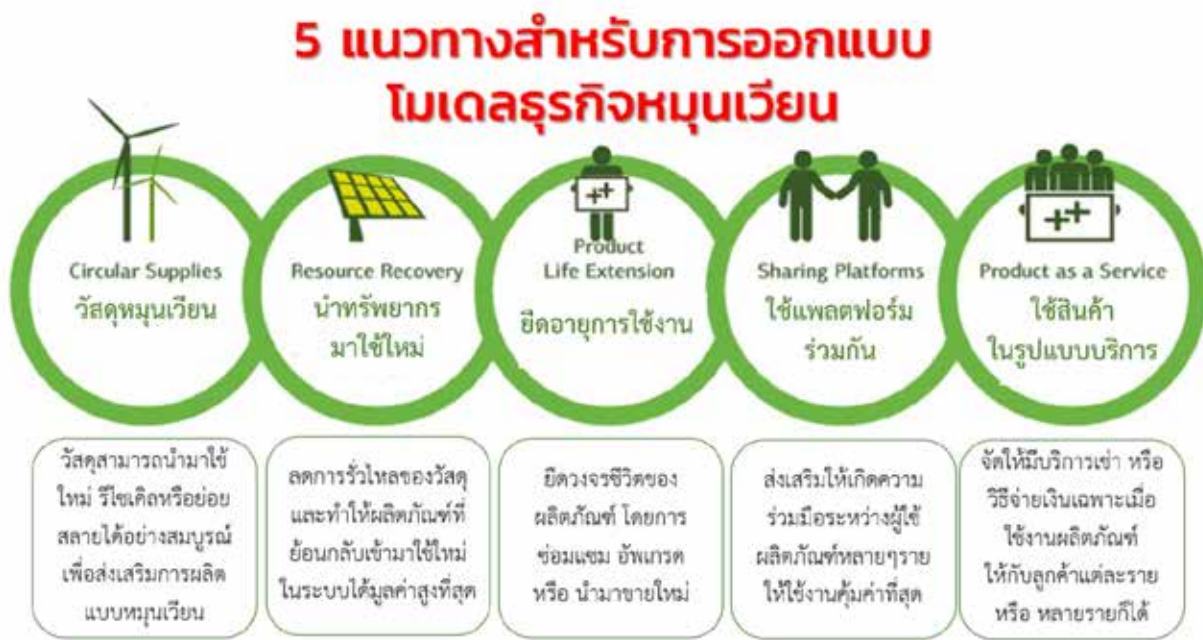 5 แนวทางสำหรับการออกแบบ
โมเดลธุรกิจหมุนเวียน
Circular Supplies
วัสดุหมุนเวียน
Resource Recovery
นำทรัพยากร
มาใช้ใหม่
Product
Life Extension
ยืดอายุการใช้งาน
Sharing Platforms
ใช้แพลตฟอร์ม
ร่วมกัน
Product as a Service
ใช้สินค้า
ในรูปแบบบริการ
วัสดุสามารถนำมาใช้
ใหม่ รีไซเคิลหรือย่อย
สลายได้อย่างสมบูรณ์
เพื่อส่งเสริมการผลิต
แบบหมุนเวียน
ลดการรั่วไหลของวัสดุ
และทำให้ผลิตภัณฑ์ที่
ย้อนกลับเข้ามาใช้ใหม่
ในระบบได้มูลค่าสูงที่สุด
ยืดวงจรชีวิตของ
ผลิตภัณฑ์ โดยการ
ซ่อมแซม อัพเกรด
หรือ นำมาขายใหม่
ส่งเสริมให้เกิดความ
ร่วมมือระหว่างผู้ใช้
ผลิตภัณฑ์หลายๆราย
ให้ใช้งานคุ้มค่าที่สุด
จัดให้มีบริการเช่า หรือ
วิธีจ่ายเงินเฉพาะเมื่อ
ใช้งานผลิตภัณฑ์
ให้กับลูกค้าแต่ละราย
หรือ หลายรายก็ได้